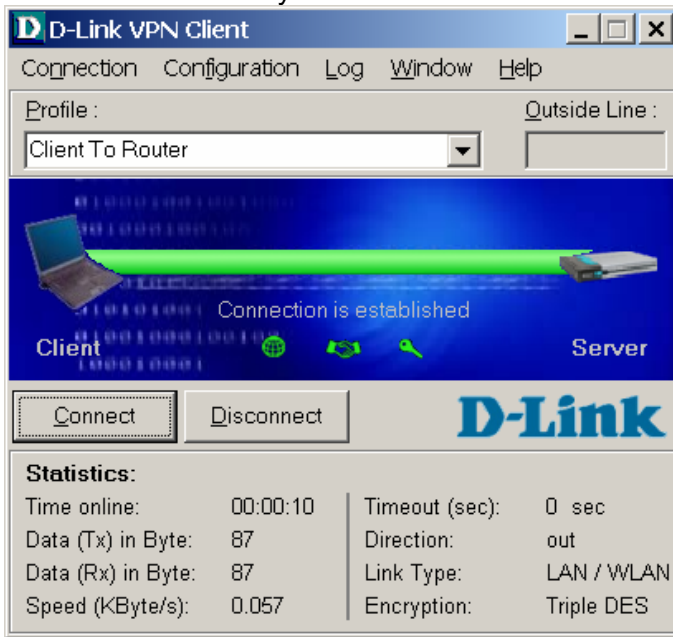 D D-Link VPN Client
Connection Configuration Log Window Help
Profile : Outside Line :
Client To Router
Connection is established
Client Server
Connect Disconnect D-Link
Statistics:
Time online: 00:00:10 Timeout (sec): 0 sec
Data (Tx) in Byte: 87 Direction: out
Data (Rx) in Byte: 87 Link Type: LAN / WLAN
Speed (KByte/s): 0.057 Encryption: Triple DES